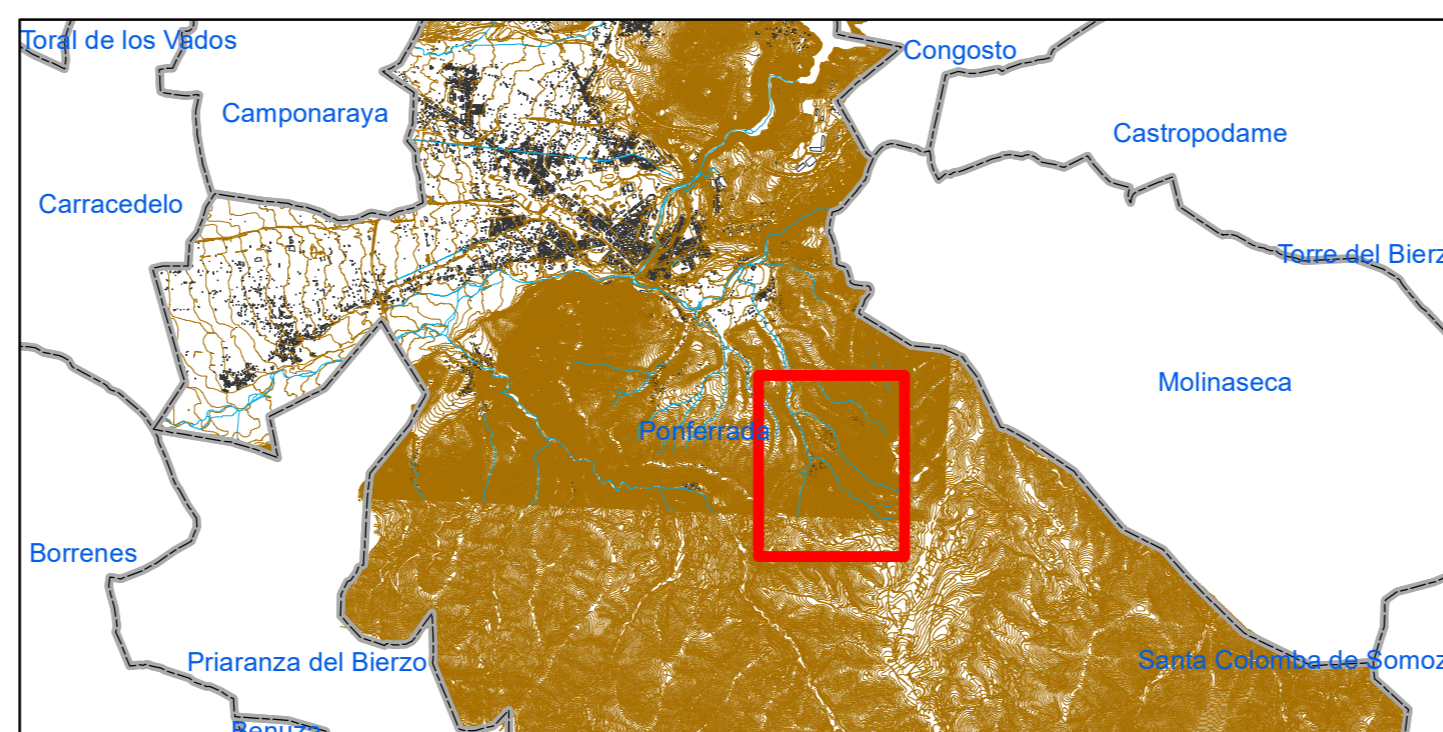 Toral de los Vados
Congosto
Camponaraya
Castropodame
Carracedelo
Torre del Bierz
Molinaseca
Ponferrada
Borrenes
Priaranza del Bierzo
Santa Colomba de Somoz
Benuza